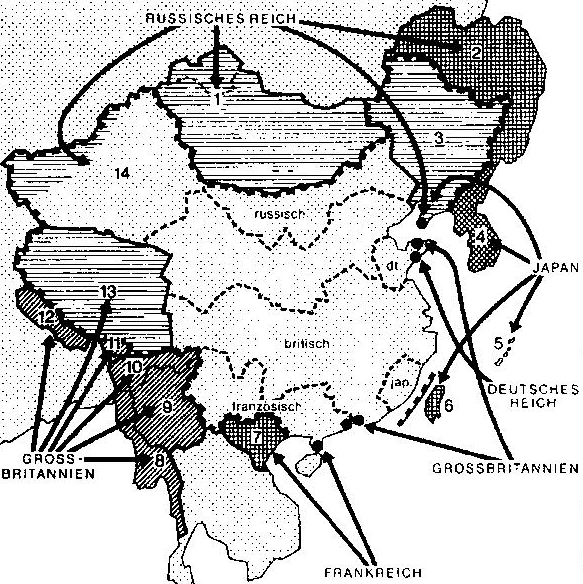 RUSSISCHES REICH
2
1
3
14
russisch
4
dt
JAPAN
13
12
11
britisch
5
10
jap.
DEUTSCHES
REICH
9
6
französisch
7
GROSS-
BRITANNIEN
8
GROSSBRITANNIEN
FRANKREICH